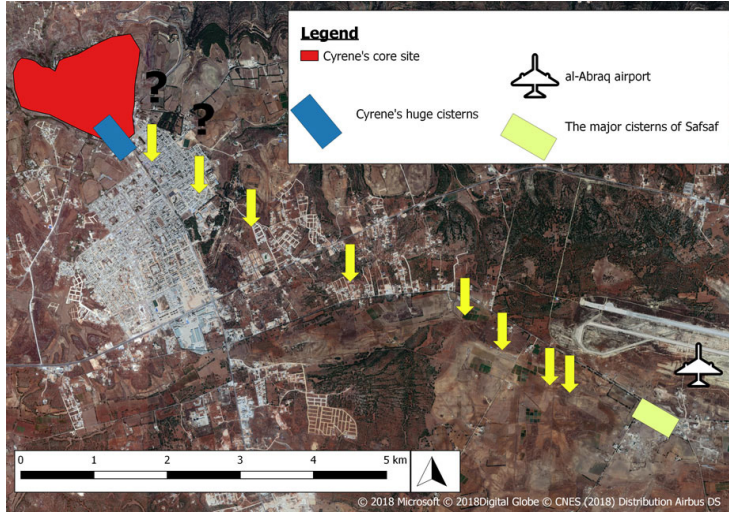 Legend
Cyrene's core site
al-Abraq airport
Cyrene's huge cisterns
The major cisterns of Safsaf
?
?
0 1 2 3 4 5 km
© 2018 Microsoft © 2018Digital Globe © CNES (2018) Distribution Airbus DS